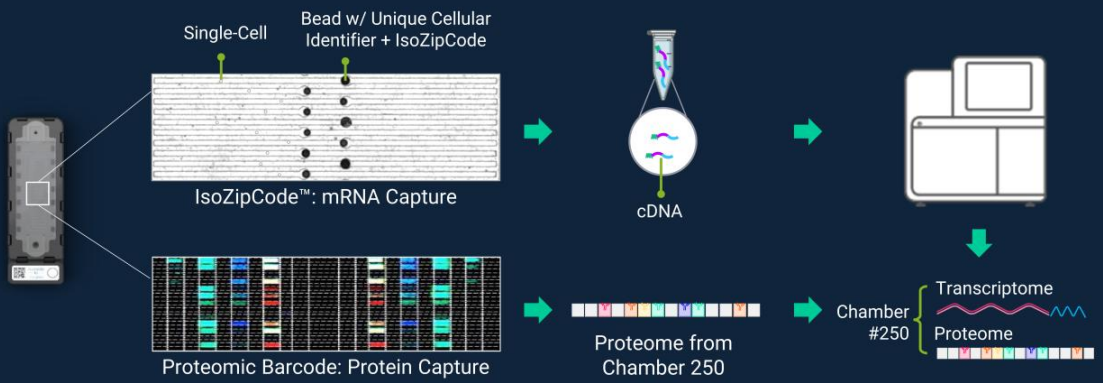 Single-Cell
Bead w/ Unique Cellular
Identifier + IsoZipCode
IsoZipCode™: mRNA Capture
cDNA
Proteomic Barcode: Protein Capture
Proteome from
Chamber 250
Chamber
#250
Transcriptome
Proteome